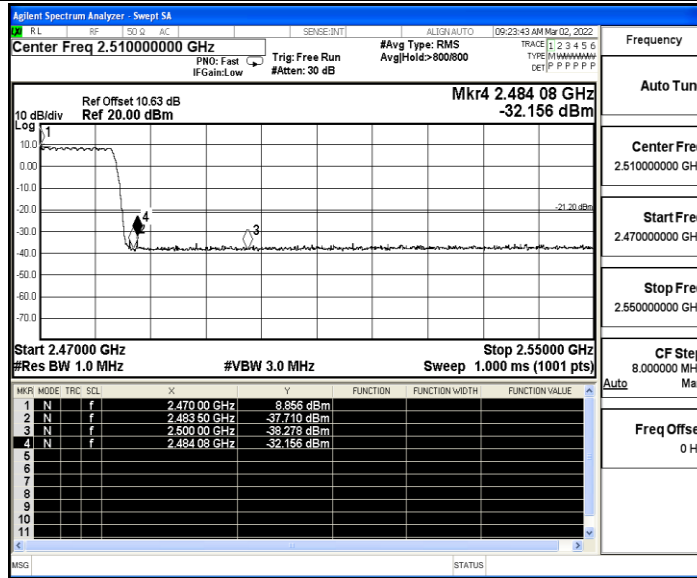 Agilent Spectrum Analyzer - Swept SA
RL RF 50 Ω AC SENSE:INT ALIGN AUTO 09:23:43 AM Mar 02, 2022
Center Freq 2.510000000 GHz
PNO: Fast
IFGain:Low
Trig: Free Run
#Atten: 30 dB
#Avg Type: RMS
Avg|Hold:>800/800
TRACE 1 2 3 4 5 6
TYPE MWWWWW
DET P P P P P P
Ref Offset 10.63 dB
10 dB/div Ref 20.00 dBm
Mkr4 2.484 08 GHz
-32.156 dBm
Log
10.0
0.00
-10.0
-20.0
-30.0
-40.0
-50.0
-60.0
-70.0
1
4
3
-21.20 dBm
Start 2.47000 GHz Stop 2.55000 GHz
#Res BW 1.0 MHz #VBW 3.0 MHz Sweep 1.000 ms (1001 pts)
MKR MODE TRC SCL X Y FUNCTION FUNCTION WIDTH FUNCTION VALUE
1 N f 2.470 00 GHz 8.856 dBm
2 N f 2.483 50 GHz -37.710 dBm
3 N f 2.500 00 GHz -38.278 dBm
4 N f 2.484 08 GHz -32.156 dBm
5
6
7
8
9
10
11
MSG STATUS
Frequency
Auto Tun
Center Fre
2.510000000 GH
Start Fre
2.470000000 GH
Stop Fre
2.550000000 GH
CF Step
8.000000 MH
Auto Ma
Freq Offse
0 H